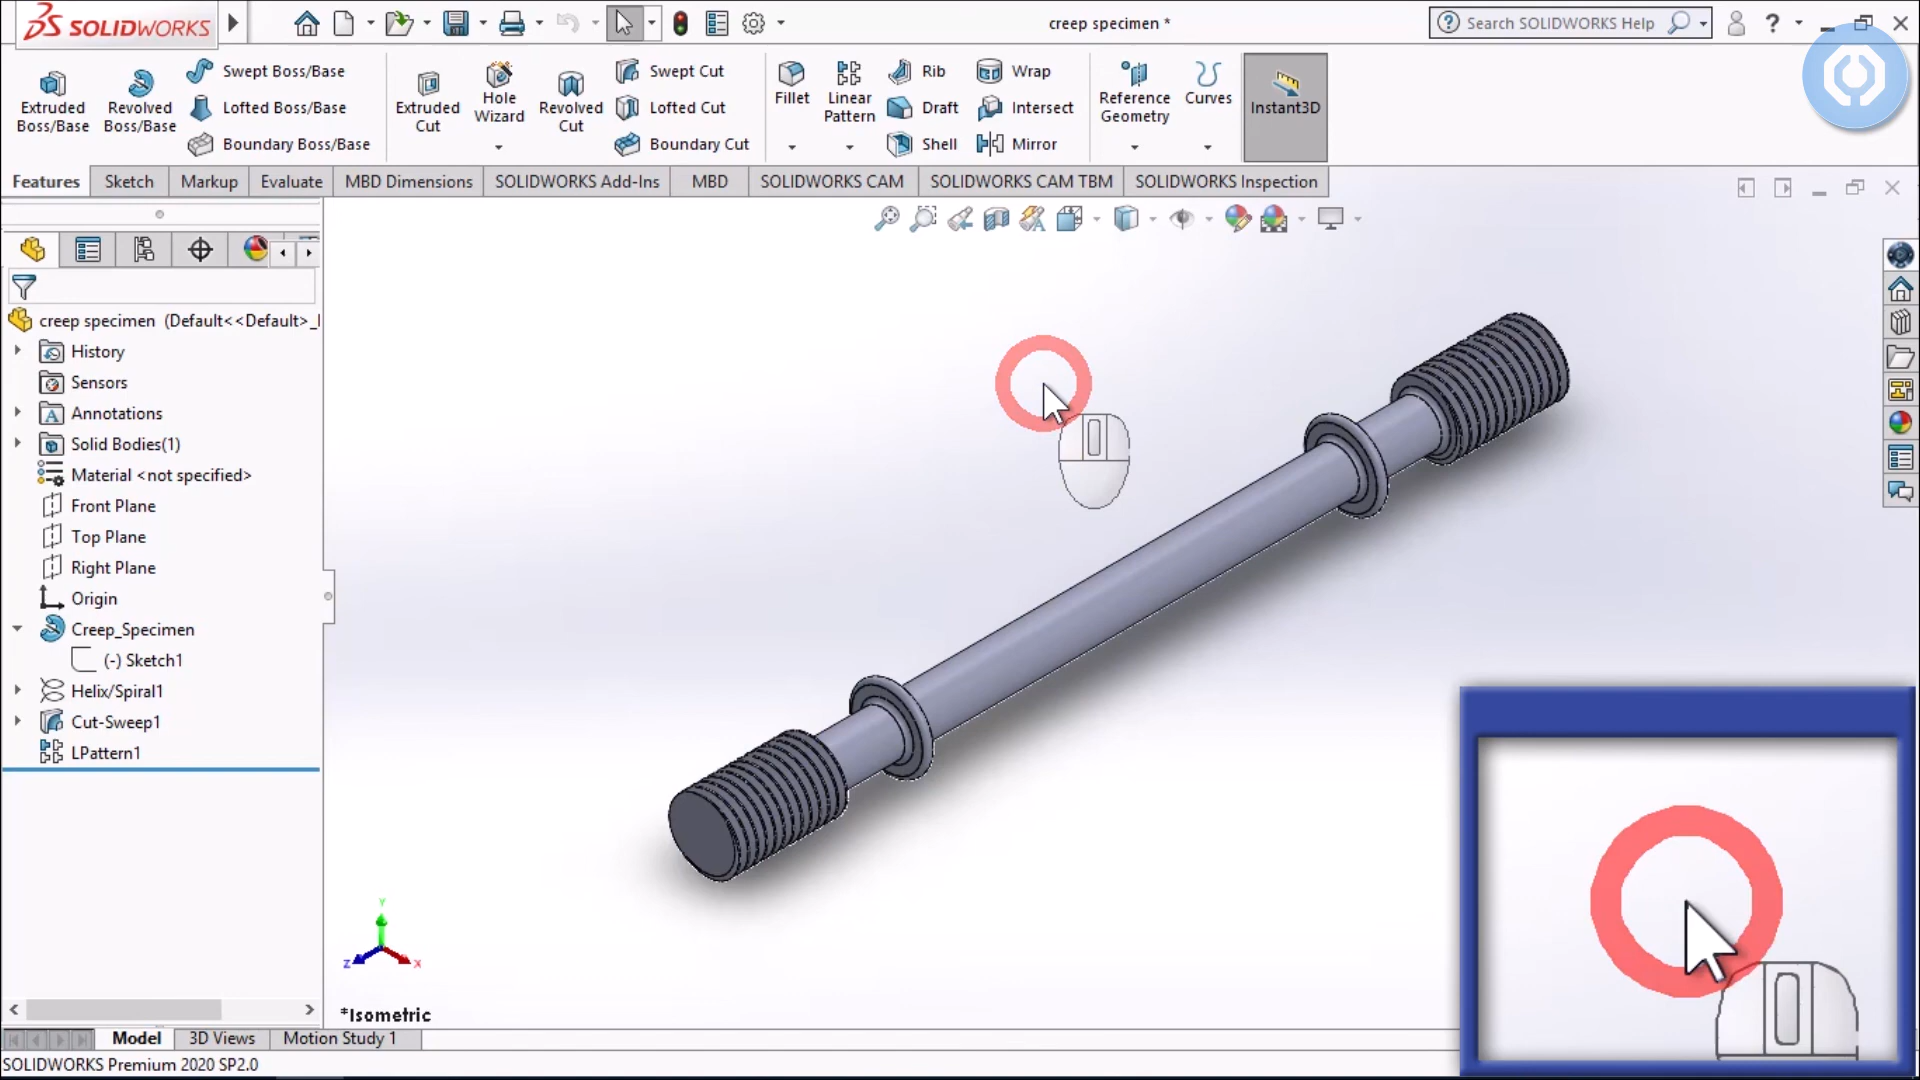 SOLIDWORKS
creep specimen *
Search SOLIDWORKS Help
?
Extruded Boss/Base
Revolved Boss/Base
Swept Boss/Base
Lofted Boss/Base
Boundary Boss/Base
Extruded Cut
Hole Wizard
Revolved Cut
Swept Cut
Lofted Cut
Boundary Cut
Fillet
Linear Pattern
Rib
Draft
Shell
Wrap
Intersect
Mirror
Reference Geometry
Curves
Instant3D
Features
Sketch
Markup
Evaluate
MBD Dimensions
SOLIDWORKS Add-Ins
MBD
SOLIDWORKS CAM
SOLIDWORKS CAM TBM
SOLIDWORKS Inspection
creep specimen (Default<<Default>_
History
Sensors
Annotations
Solid Bodies(1)
Material <not specified>
Front Plane
Top Plane
Right Plane
Origin
Creep_Specimen
(-) Sketch1
Helix/Spiral1
Cut-Sweep1
LPattern1
Y
Z
X
*Isometric
Model
3D Views
Motion Study 1
SOLIDWORKS Premium 2020 SP2.0